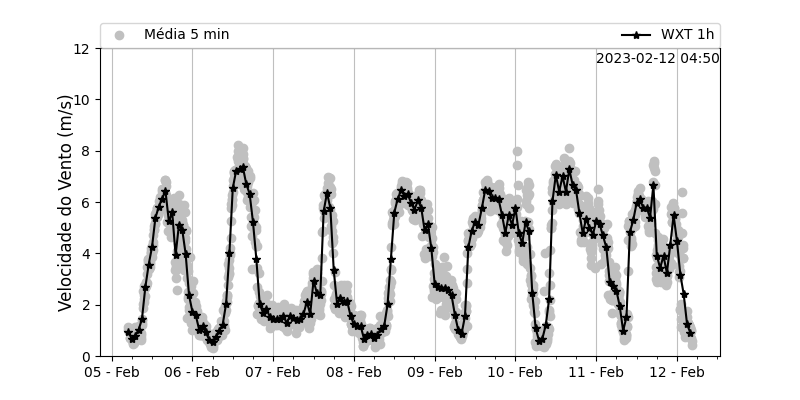 Média 5 min
WXT 1h
2023-02-12 04:50
Velocidade do Vento (m/s)
12
10
8
6
4
2
0
05 - Feb
06 - Feb
07 - Feb
08 - Feb
09 - Feb
10 - Feb
11 - Feb
12 - Feb